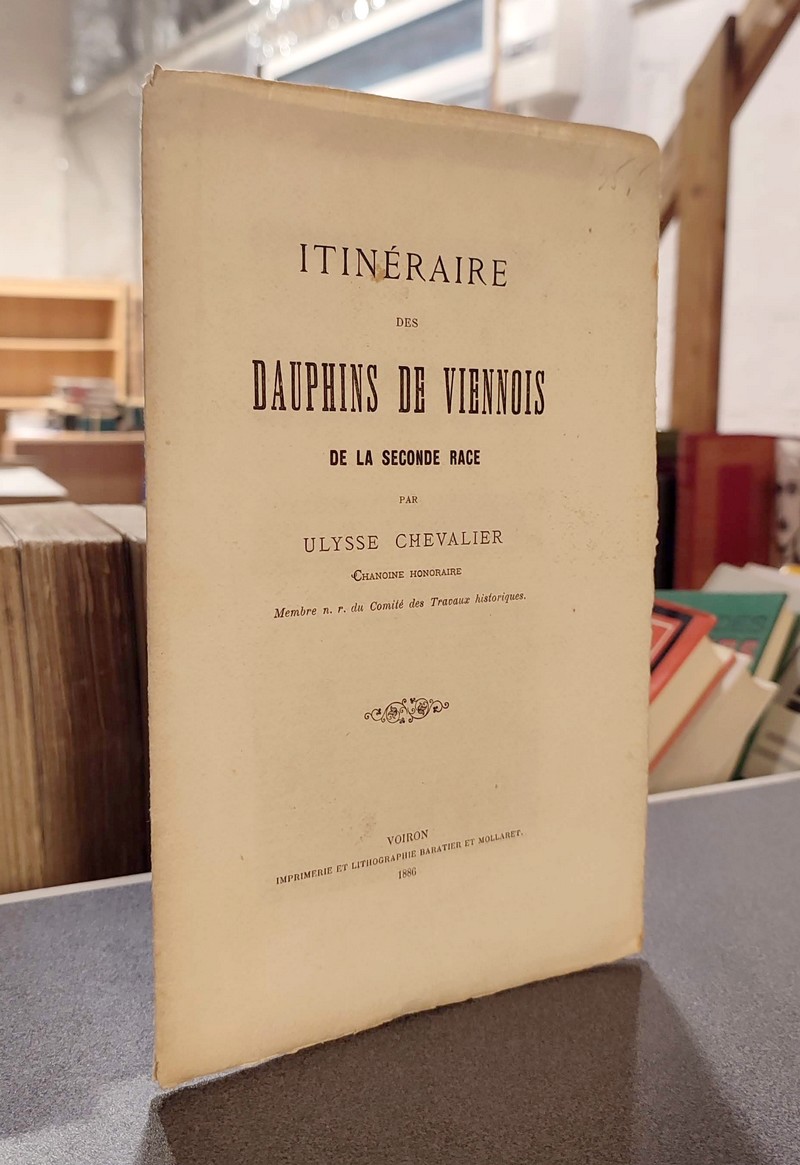 ITINÉRAIRE
DES
DAUPHINS DE VIENNOIS
DE LA SECONDE RACE
PAR
ULYSSE CHEVALIER
CHANOINE HONORAIRE
Membre n. r. du Comité des Travaux historiques.
VOIRON
IMPRIMERIE ET LITHOGRAPHIE BARATIER ET MOLLARET.
1886